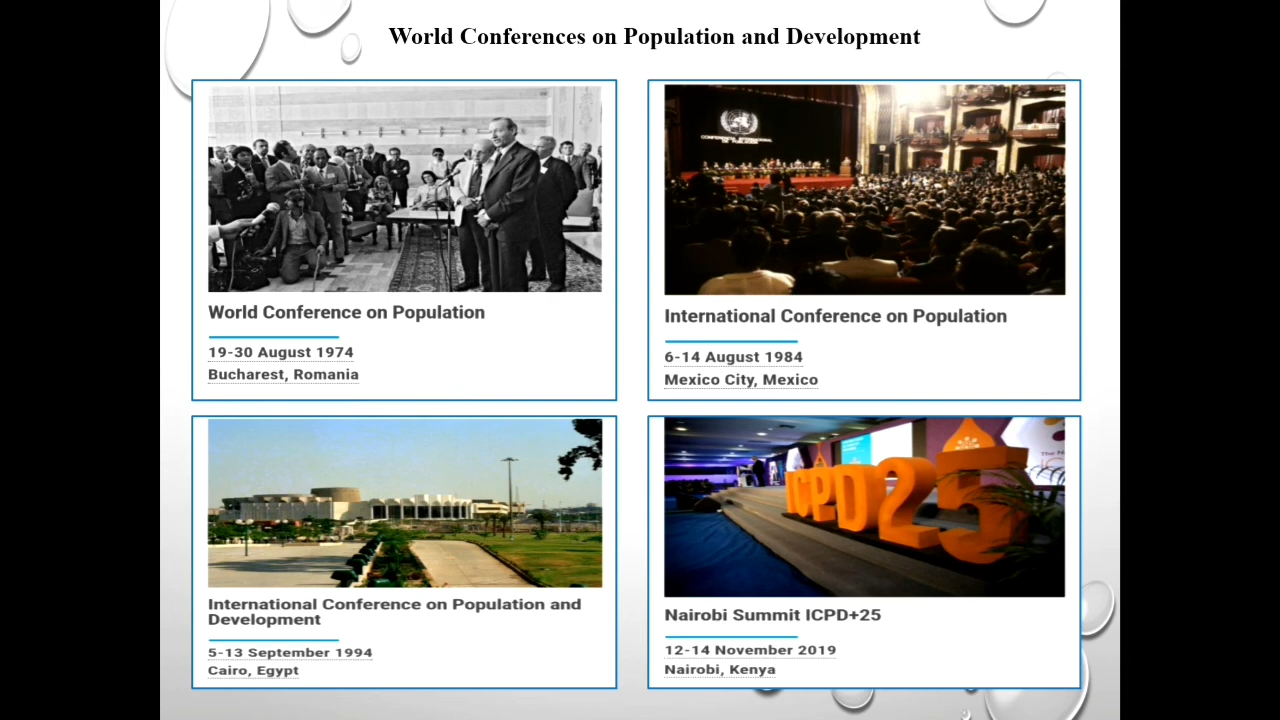 World Conferences on Population and Development
World Conference on Population
19-30 August 1974
Bucharest, Romania
International Conference on Population
6-14 August 1984
Mexico City, Mexico
International Conference on Population and
Development
5-13 September 1994
Cairo, Egypt
ICPD25
Nairobi Summit ICPD+25
12-14 November 2019
Nairobi, Kenya